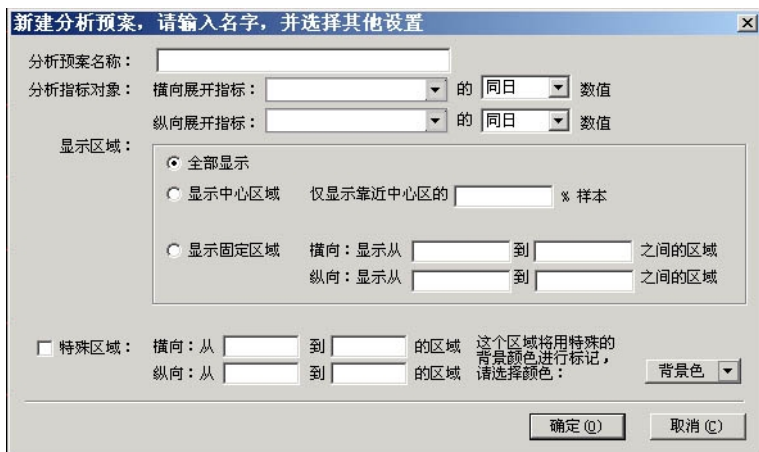 新建分析预案，请输入名字，并选择其他设置
分析预案名称：
分析指标对象： 横向展开指标： 的 同日 数值
纵向展开指标： 的 同日 数值
显示区域：
全部显示
显示中心区域 仅显示靠近中心区的 % 样本
显示固定区域 横向：显示从 到 之间的区域
纵向：显示从 到 之间的区域
特殊区域： 横向：从 到 的区域
纵向：从 到 的区域
这个区域将用特殊的
背景颜色进行标记，
请选择颜色：
背景色
确定(O) 取消(C)